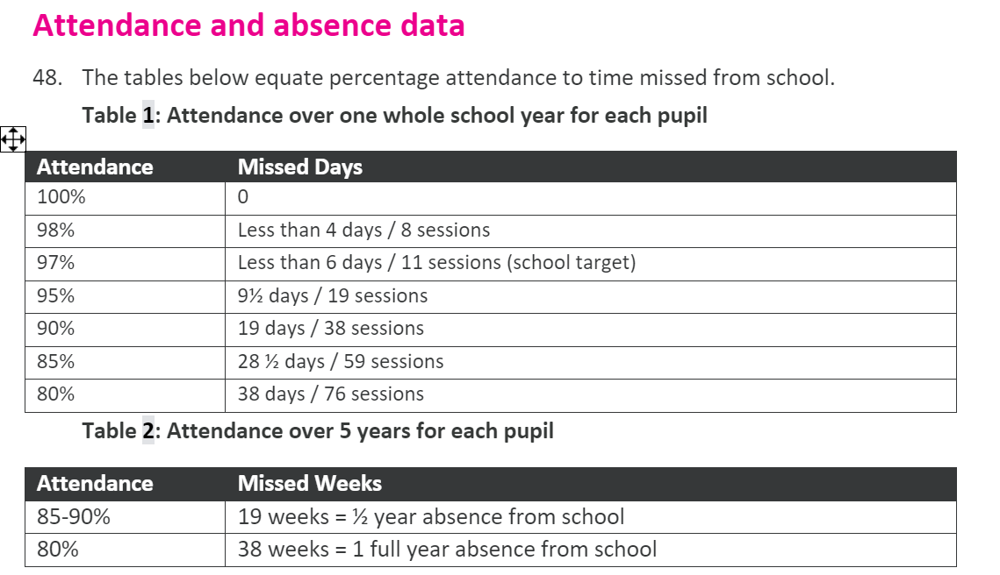 Attendance and absence data
48. The tables below equate percentage attendance to time missed from school.
Table 1: Attendance over one whole school year for each pupil
Attendance Missed Days
100% 0
98% Less than 4 days / 8 sessions
97% Less than 6 days / 11 sessions (school target)
95% 9½ days / 19 sessions
90% 19 days / 38 sessions
85% 28 ½ days / 59 sessions
80% 38 days / 76 sessions
Table 2: Attendance over 5 years for each pupil
Attendance Missed Weeks
85-90% 19 weeks = ½ year absence from school
80% 38 weeks = 1 full year absence from school